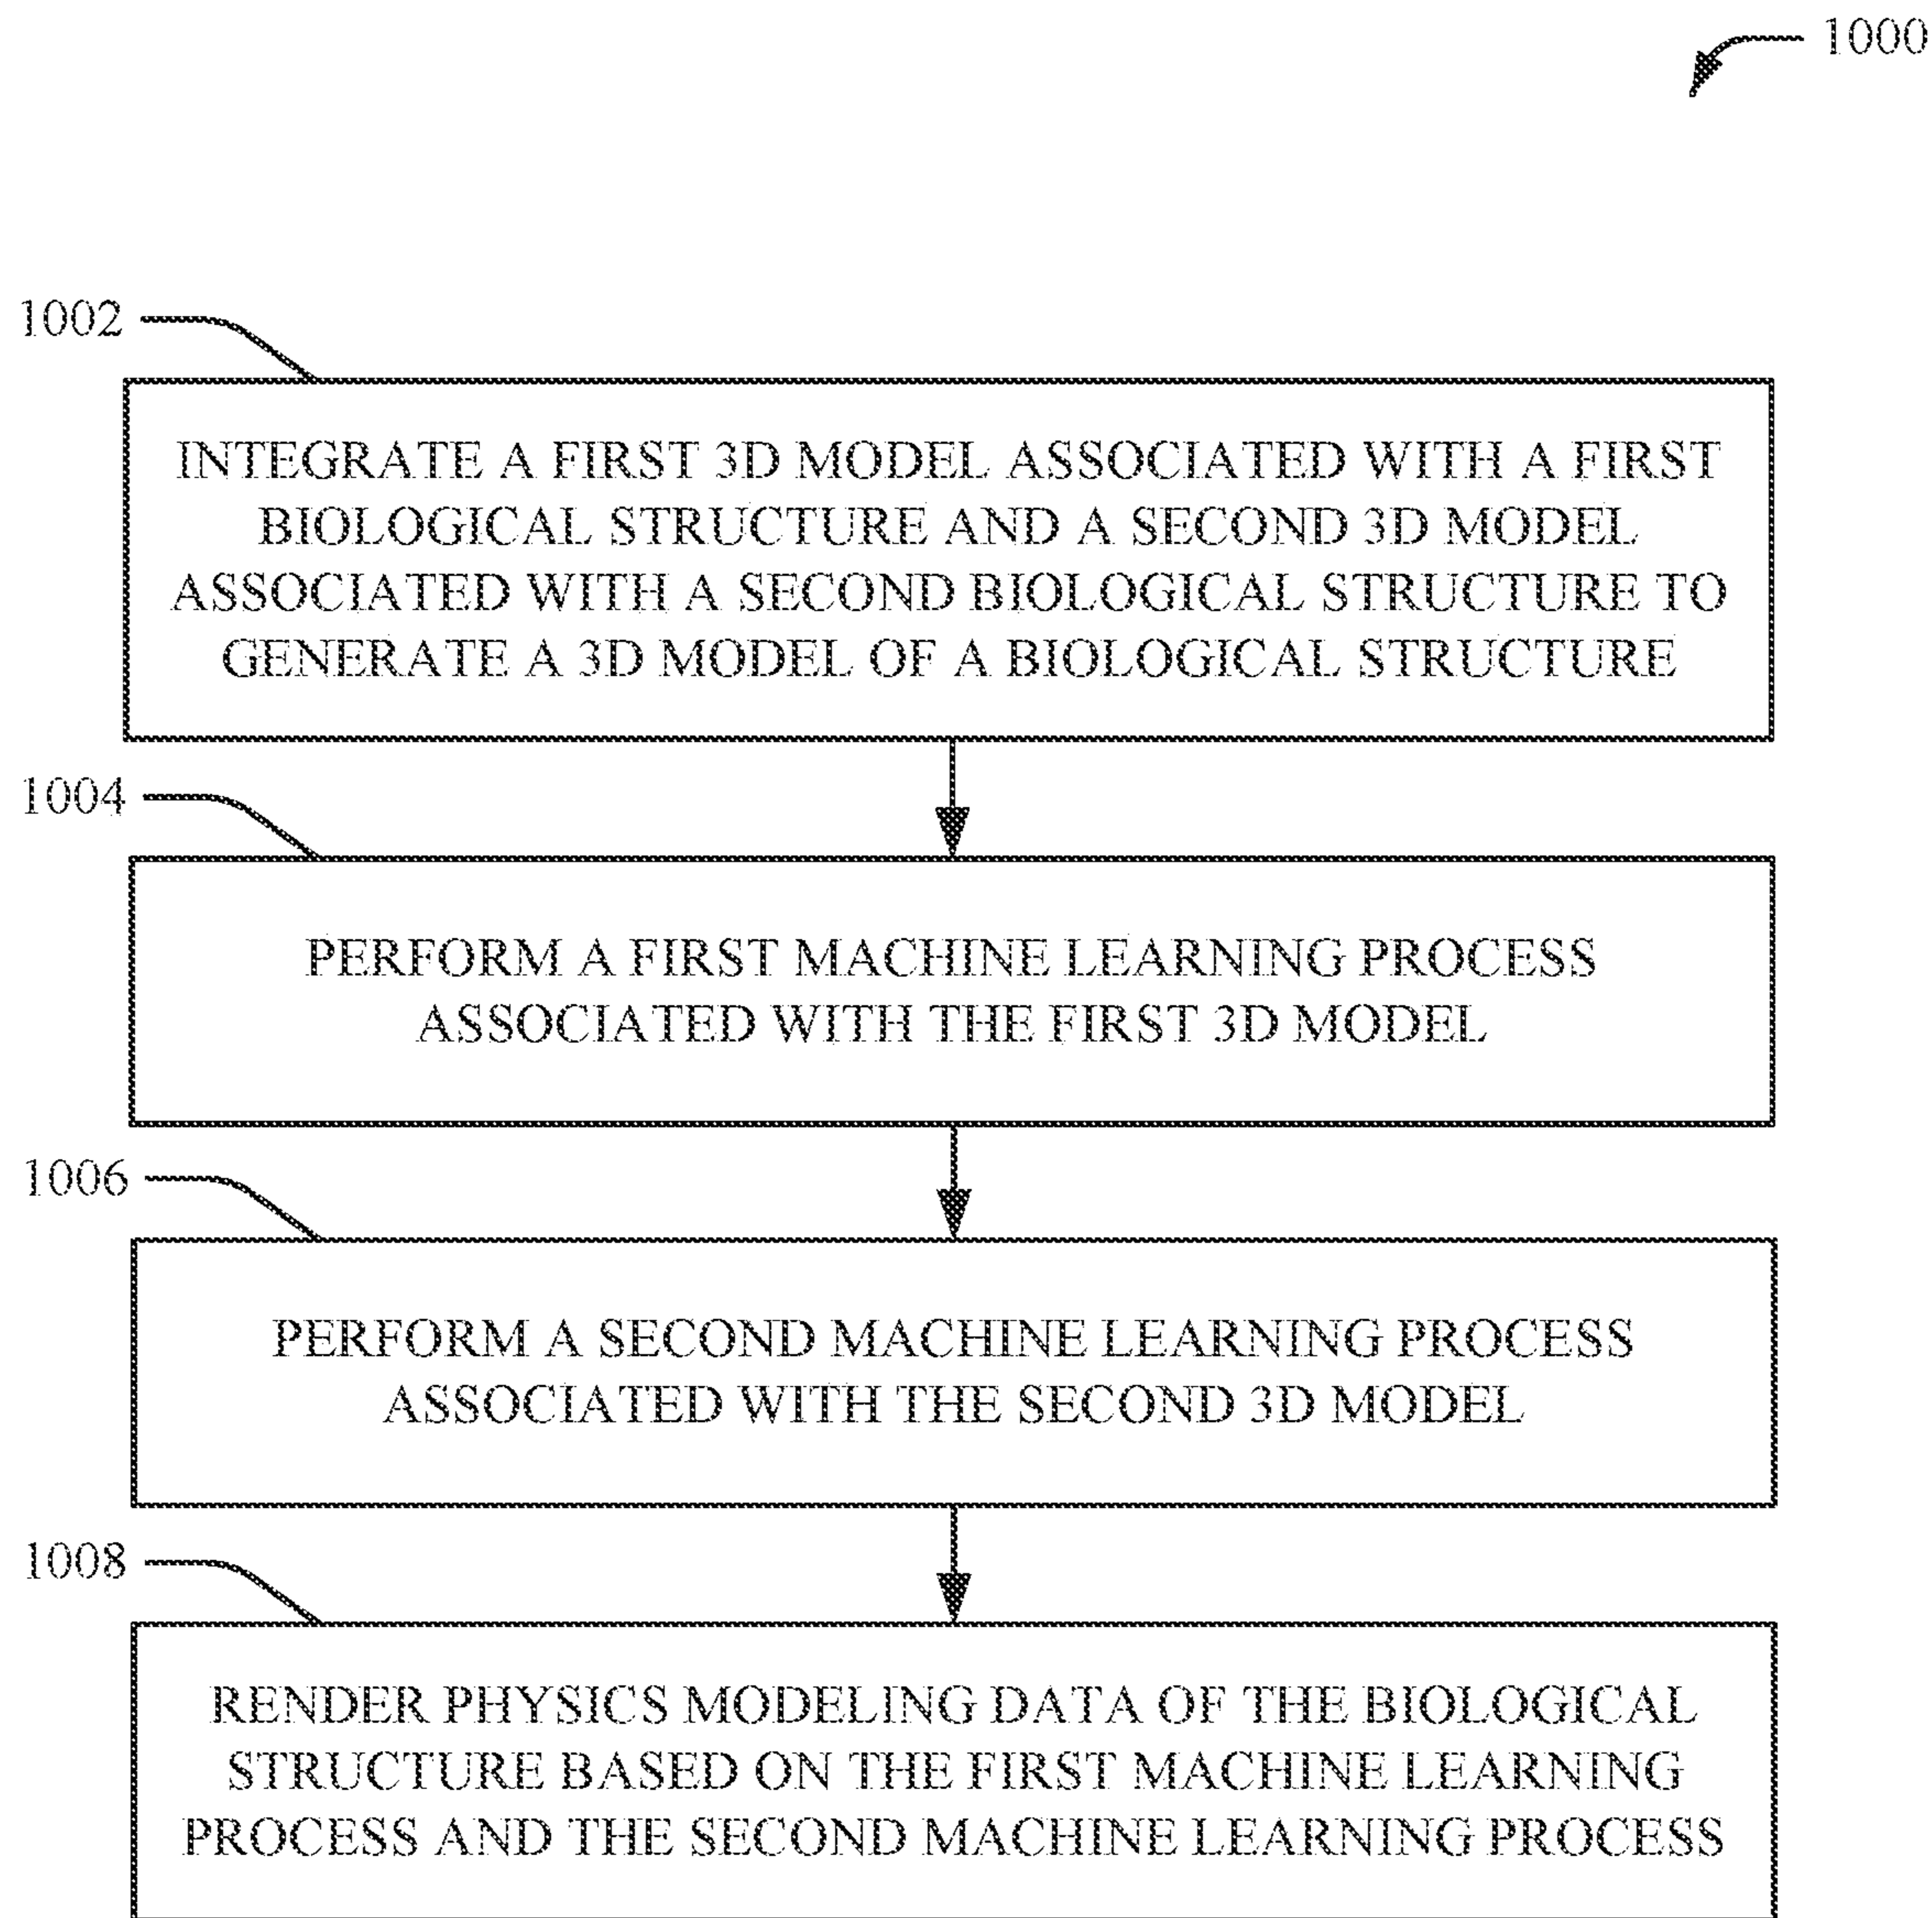 1000
1002
INTEGRATE A FIRST 3D MODEL ASSOCIATED WITH A FIRST
BIOLOGICAL STRUCTURE AND A SECOND 3D MODEL
ASSOCIATED WITH A SECOND BIOLOGICAL STRUCTURE TO
GENERATE A 3D MODEL OF A BIOLOGICAL STRUCTURE
1004
PERFORM A FIRST MACHINE LEARNING PROCESS
ASSOCIATED WITH THE FIRST 3D MODEL
1006
PERFORM A SECOND MACHINE LEARNING PROCESS
ASSOCIATED WITH THE SECOND 3D MODEL
1008
RENDER PHYSICS MODELING DATA OF THE BIOLOGICAL
STRUCTURE BASED ON THE FIRST MACHINE LEARNING
PROCESS AND THE SECOND MACHINE LEARNING PROCESS